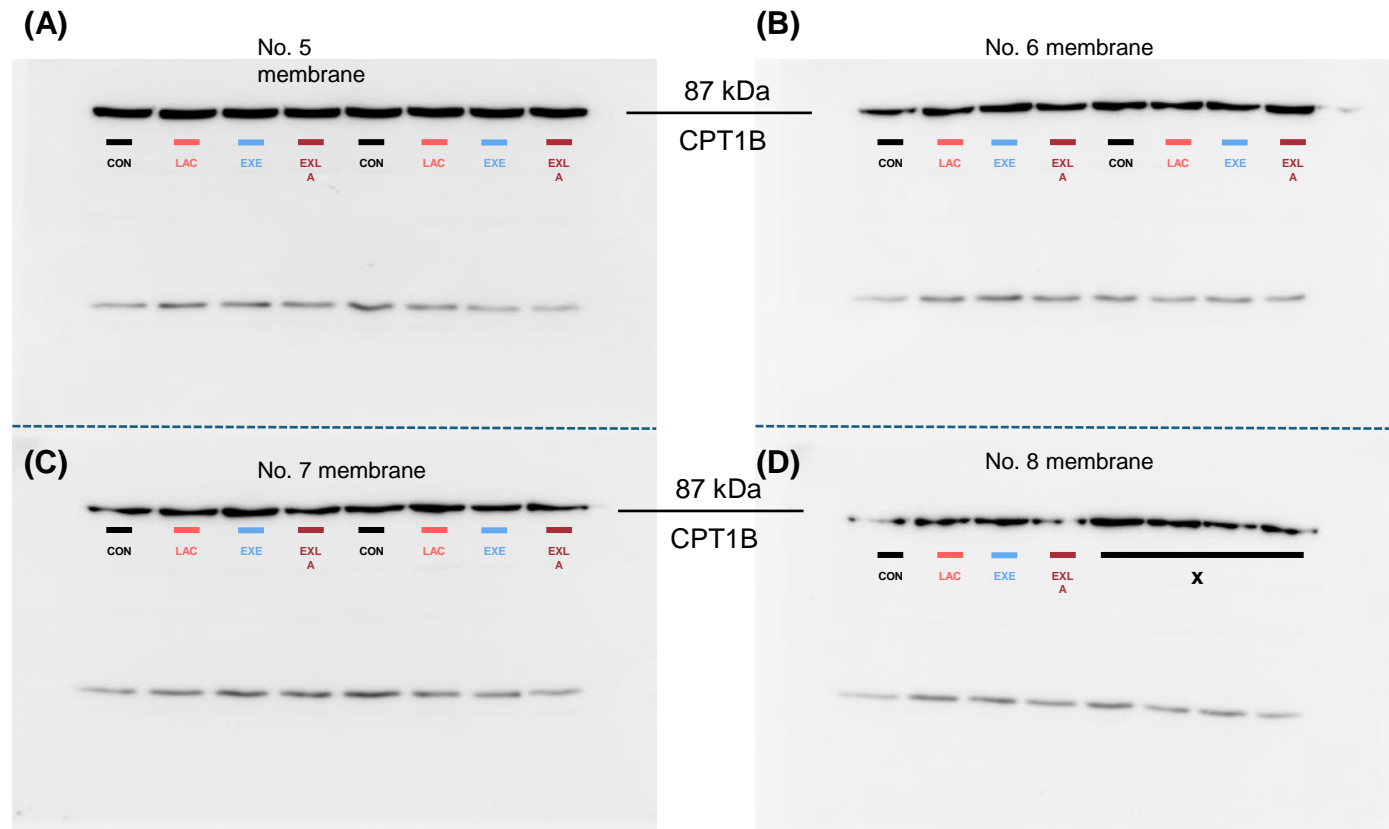 (A)
No. 5
membrane
CON LAC EXE EXL CON LAC EXE EXL
A A
87 kDa
CPT1B
(B)
No. 6 membrane
CON LAC EXE EXL CON LAC EXE EXL
A A
(C)
No. 7 membrane
CON LAC EXE EXL CON LAC EXE EXL
A A
87 kDa
CPT1B
(D)
No. 8 membrane
CON LAC EXE EXL x
A